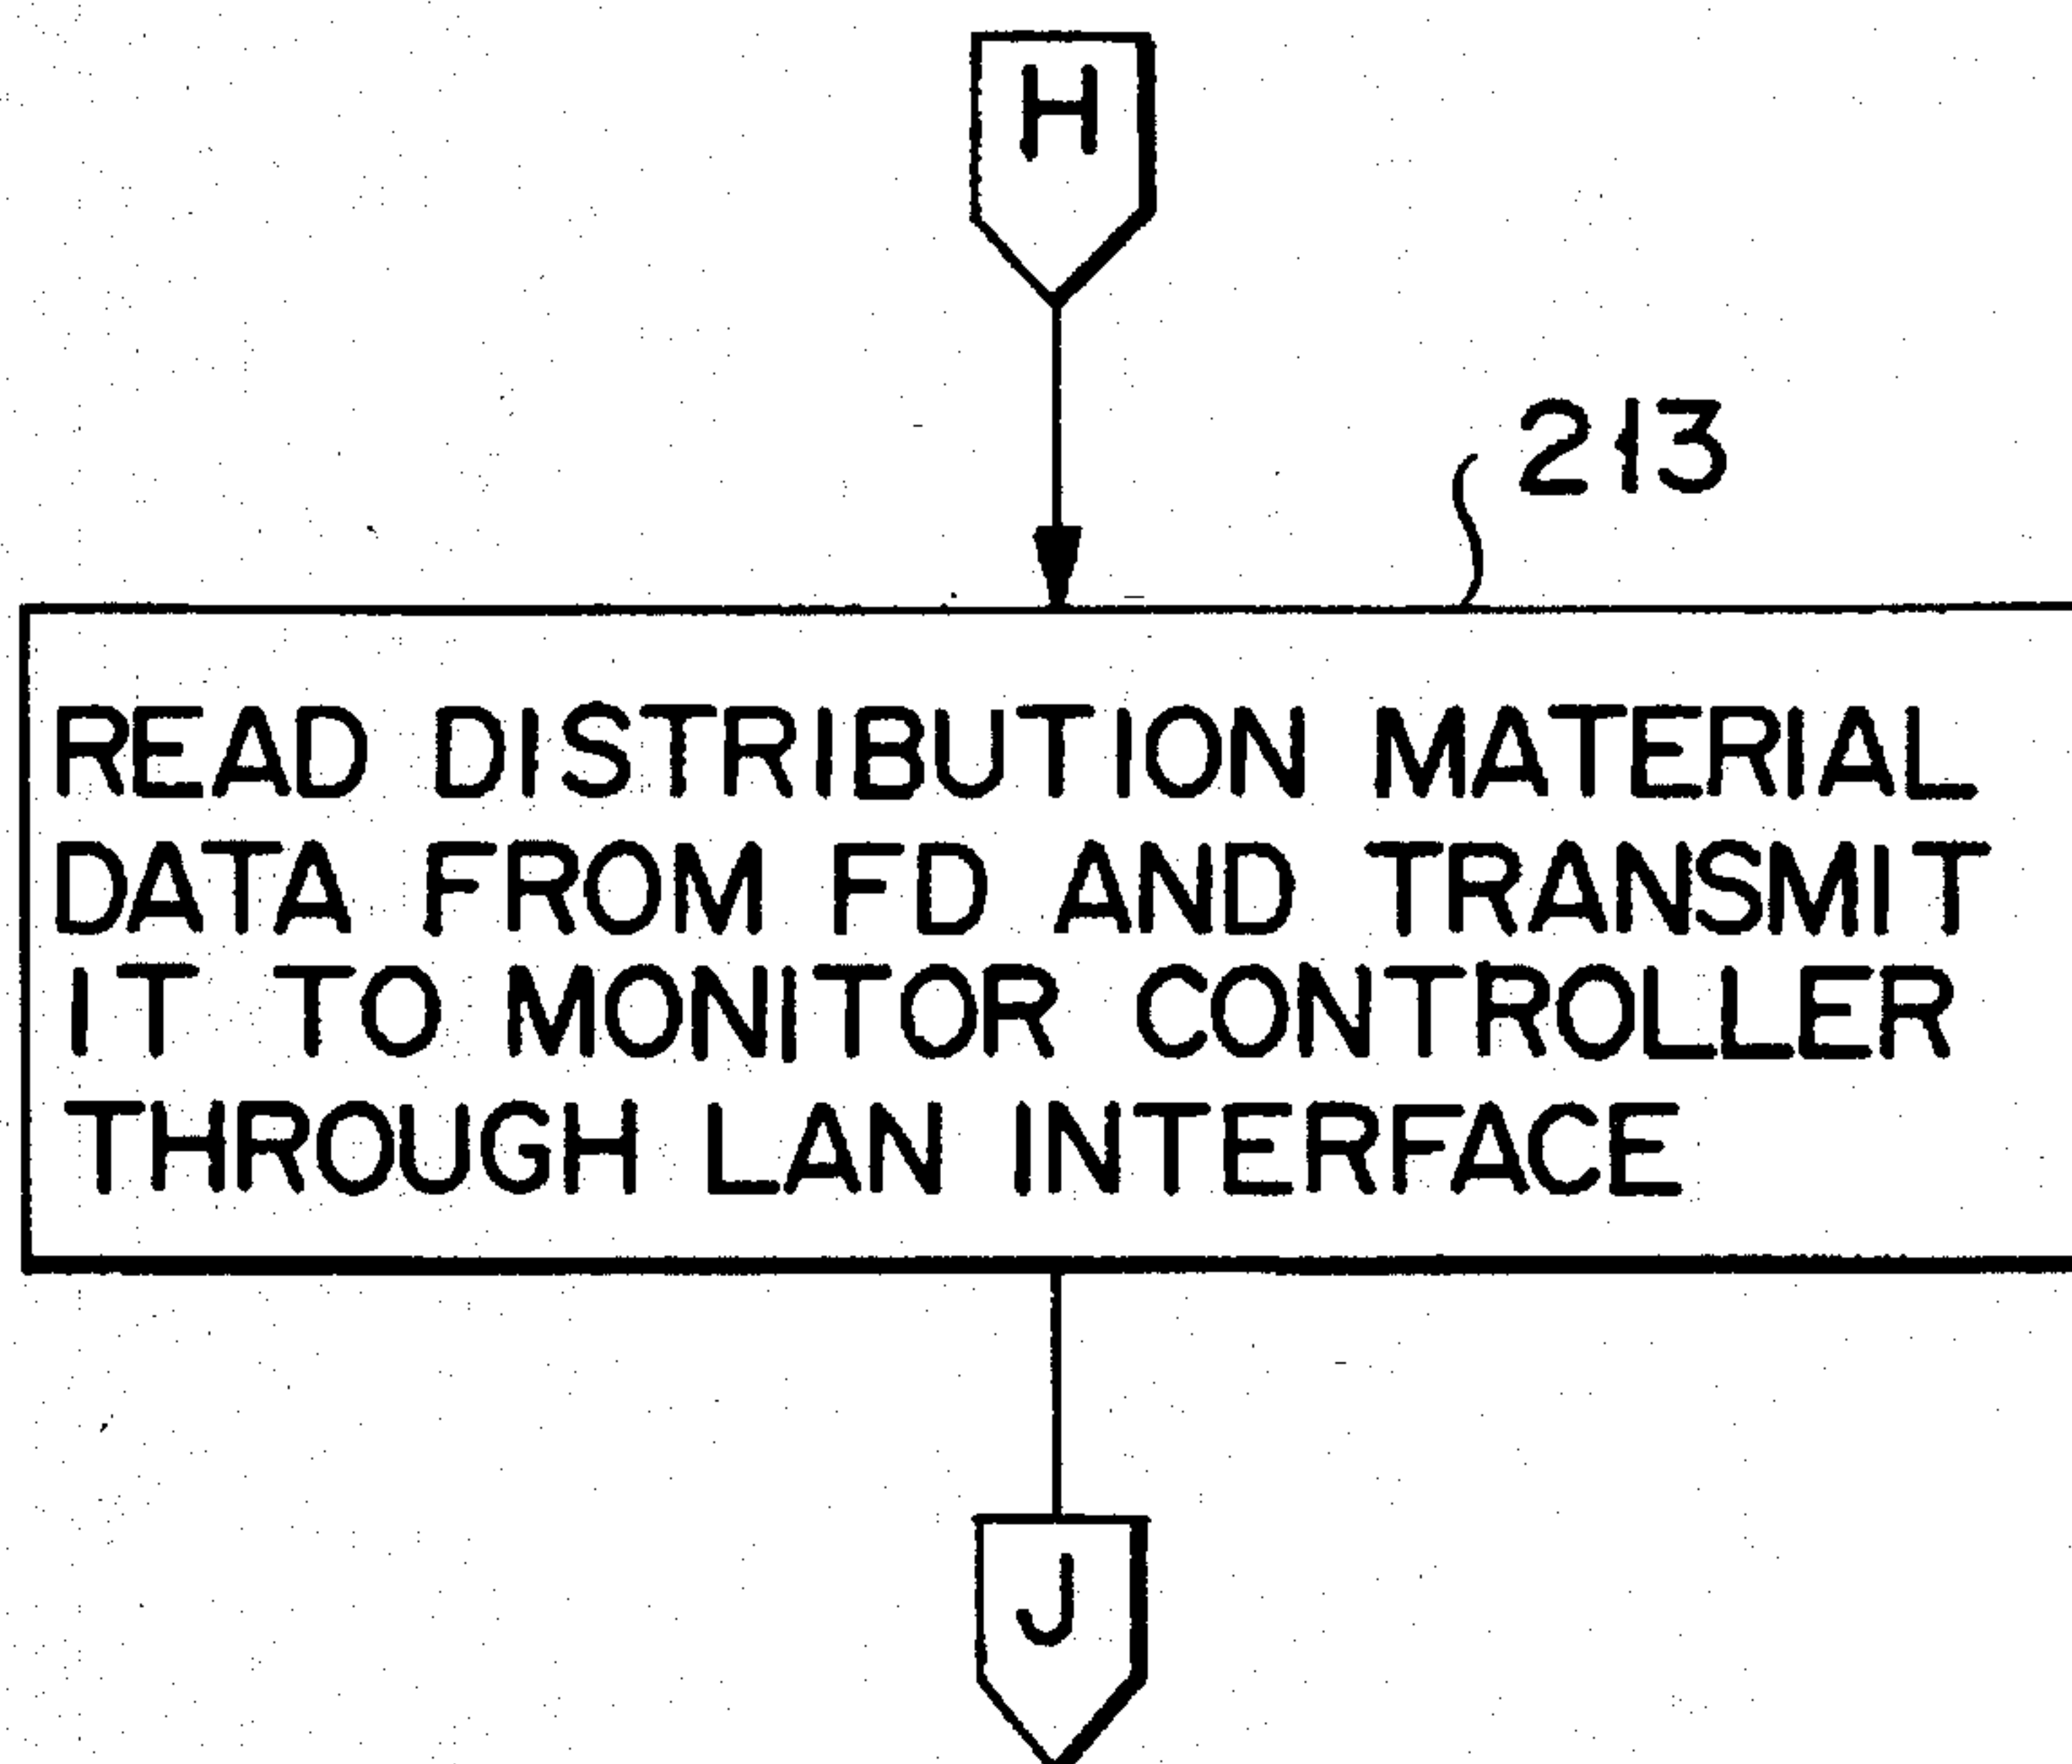 H
213
READ DISTRIBUTION MATERIAL
DATA FROM FD AND TRANSMIT
IT TO MONITOR CONTROLLER
THROUGH LAN INTERFACE
J